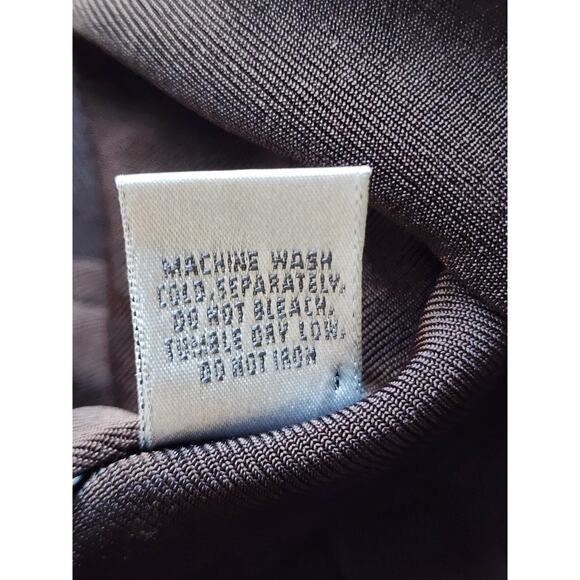 MACHINE WASH
COLD, SEPARATELY,
DO NOT BLEACH,
TUMBLE DRY LOW,
DO NOT IRON